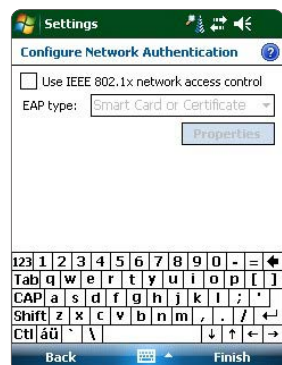 Settings
Configure Network Authentication ?
Use IEEE 802.1x network access control
EAP type: Smart Card or Certificate
Properties
123 1 2 3 4 5 6 7 8 9 0 - =
Tab q w e r t y u i o p [ ]
CAP a s d f g h j k l ; '
Shift z x c v b n m , . /
Ctl áü ` \
Back Finish